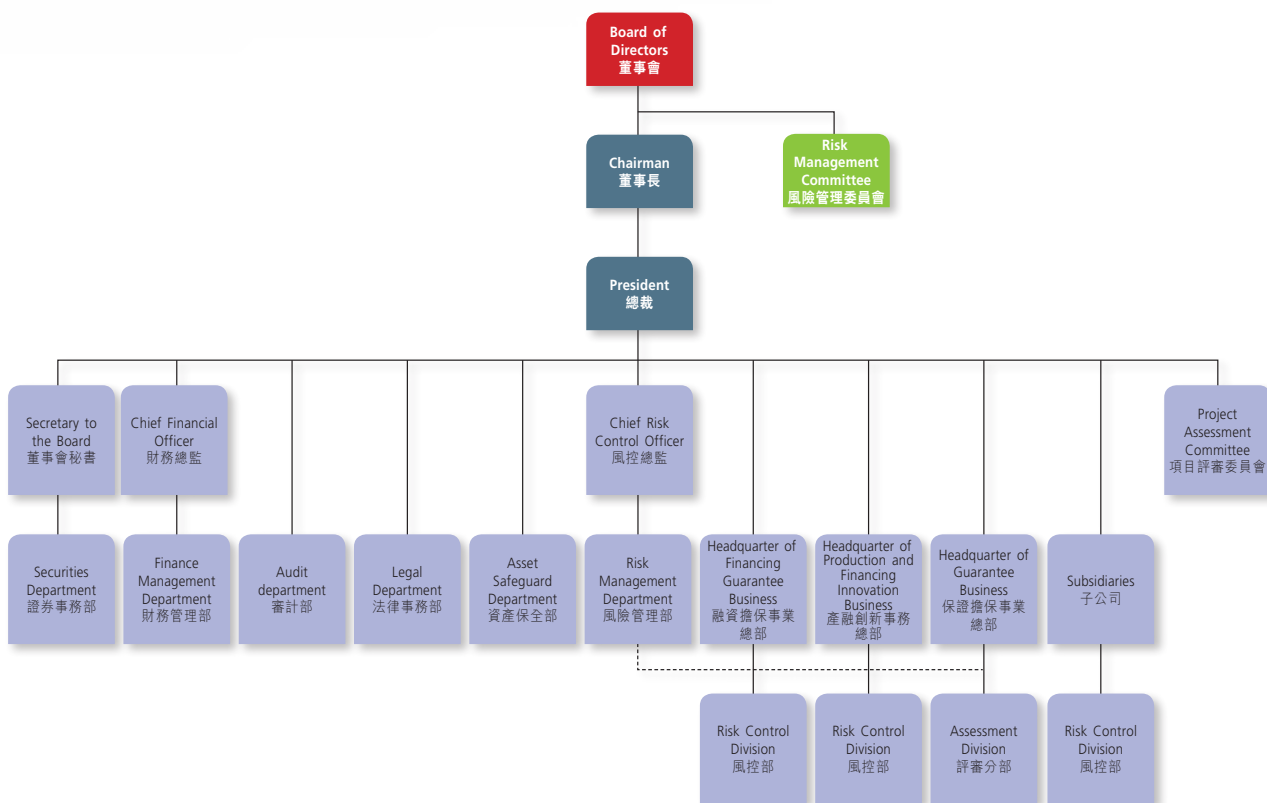 Board of
Directors
董事會
Chairman
董事長
Risk
Management
Committee
風險管理委員會
President
總裁
Secretary to
the Board
董事會秘書
Chief Financial
Officer
財務總監
Chief Risk
Control Officer
風控總監
Project
Assessment
Committee
項目評審委員會
Securities
Department
證券事務部
Finance
Management
Department
財務管理部
Audit
department
審計部
Legal
Department
法律事務部
Asset
Safeguard
Department
資產保全部
Risk
Management
Department
風險管理部
Headquarter of
Financing
Guarantee
Business
融資擔保事業
總部
Headquarter of
Production and
Financing
Innovation
Business
產融創新事務
總部
Headquarter of
Guarantee
Business
保證擔保事業
總部
Subsidiaries
子公司
Risk Control
Division
風控部
Risk Control
Division
風控部
Assessment
Division
評審分部
Risk Control
Division
風控部